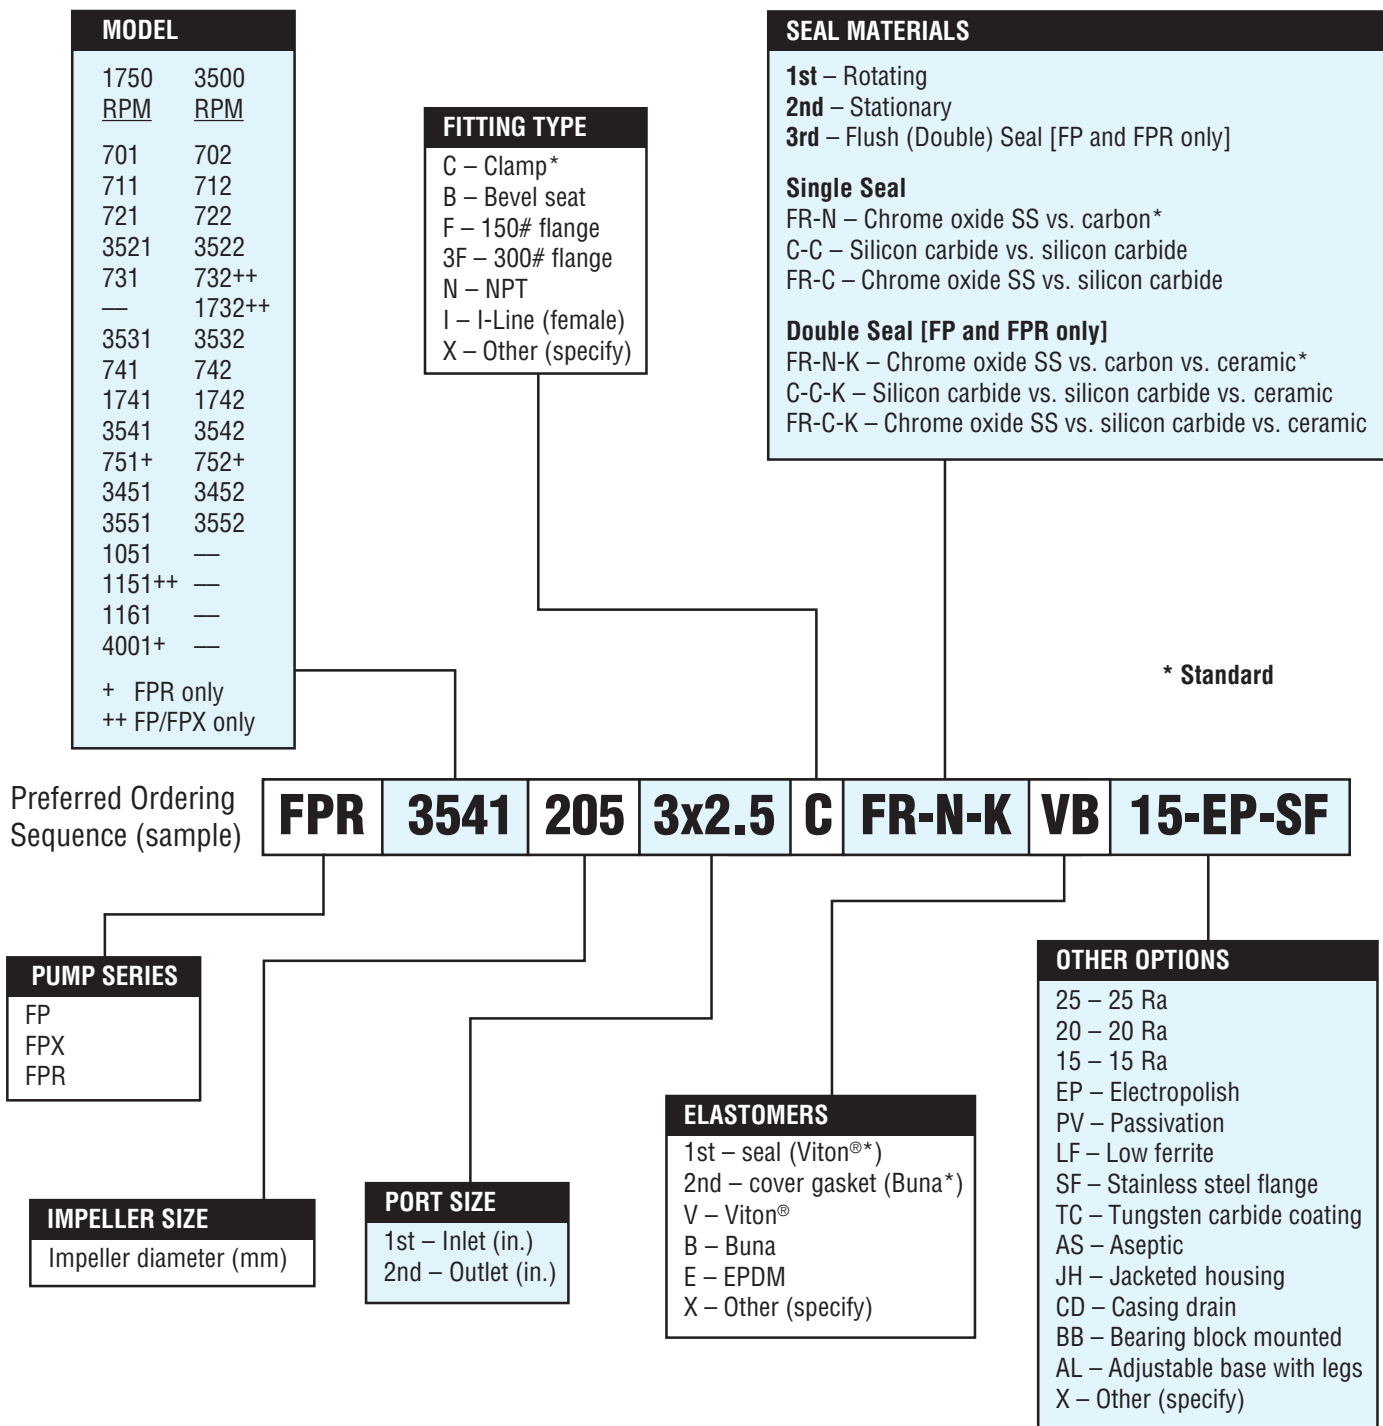 MODEL
1750 3500
RPM RPM
701 702
711 712
721 722
3521 3522
731 732++
— 1732++
3531 3532
741 742
1741 1742
3541 3542
751+ 752+
3451 3452
3551 3552
1051 —
1151++ —
1161 —
4001+ —
+ FPR only
++ FP/FPX only
FITTING TYPE
C – Clamp*
B – Bevel seat
F – 150# flange
3F – 300# flange
N – NPT
I – I-Line (female)
X – Other (specify)
SEAL MATERIALS
1st – Rotating
2nd – Stationary
3rd – Flush (Double) Seal [FP and FPR only]
Single Seal
FR-N – Chrome oxide SS vs. carbon*
C-C – Silicon carbide vs. silicon carbide
FR-C – Chrome oxide SS vs. silicon carbide
Double Seal [FP and FPR only]
FR-N-K – Chrome oxide SS vs. carbon vs. ceramic*
C-C-K – Silicon carbide vs. silicon carbide vs. ceramic
FR-C-K – Chrome oxide SS vs. silicon carbide vs. ceramic
* Standard
Preferred Ordering
Sequence (sample)
FPR 3541 205 3x2.5 C FR-N-K VB 15-EP-SF
PUMP SERIES
FP
FPX
FPR
IMPELLER SIZE
Impeller diameter (mm)
PORT SIZE
1st – Inlet (in.)
2nd – Outlet (in.)
ELASTOMERS
1st – seal (Viton®*)
2nd – cover gasket (Buna*)
V – Viton®
B – Buna
E – EPDM
X – Other (specify)
OTHER OPTIONS
25 – 25 Ra
20 – 20 Ra
15 – 15 Ra
EP – Electropolish
PV – Passivation
LF – Low ferrite
SF – Stainless steel flange
TC – Tungsten carbide coating
AS – Aseptic
JH – Jacketed housing
CD – Casing drain
BB – Bearing block mounted
AL – Adjustable base with legs
X – Other (specify)